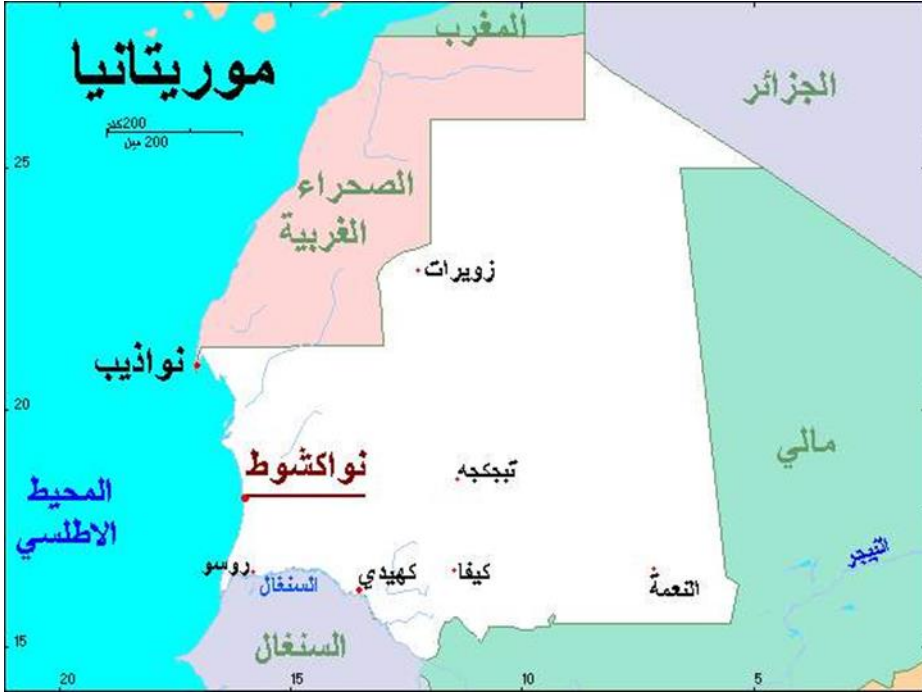 المغرب
موريتانيا
الجزائر
200كلم
200 ميل
25
الصحراء
الغربية
زويرات
نواذيب
20
نواكشوط
تيجكجه
مالي
المحيط
الاطلسي
النيجر
روسو
السنغال
كهيدي
كيفا
النعمة
15
السنغال
20
15
10
5